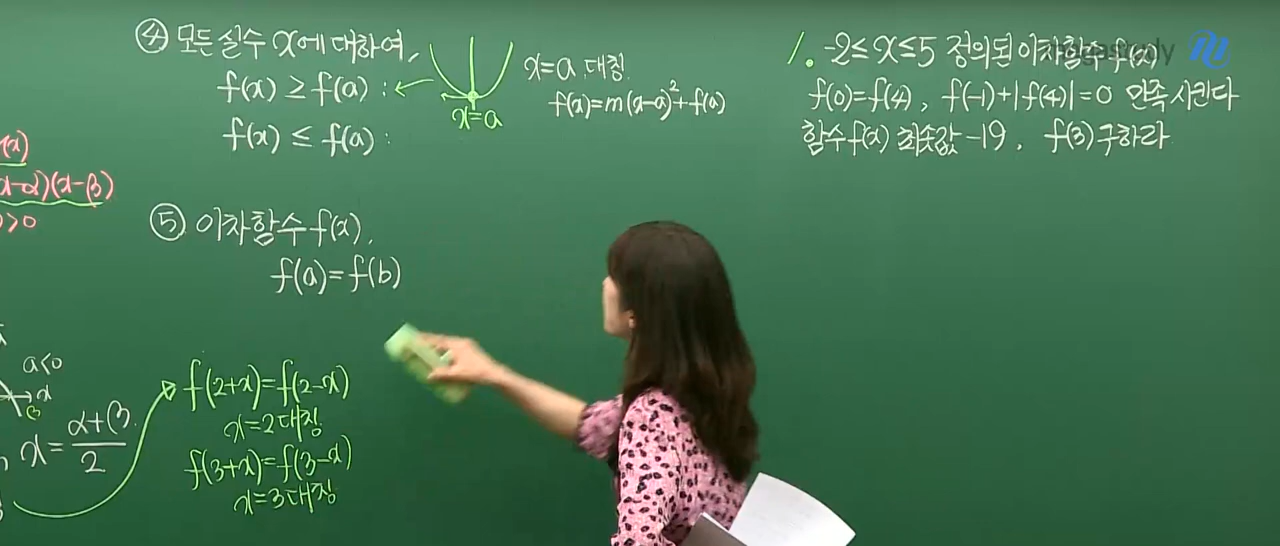 ④ 모든 실수 x에 대하여,
f(x) ≥ f(a) :
f(x) ≤ f(a) :
x=a
x=a 대칭
f(x)=m(x-a)²+f(a)
⑤ 이차함수 f(x),
f(a)=f(b)
f(2+x)=f(2-x)
x=2 대칭
f(3+x)=f(3-x)
x=3 대칭
(x)
x-α)(x-β)
>0
a<0
x
β
x=α+β/2
1. -2≤x≤5 정의된 이차함수 f(x)
f(0)=f(4), f(-1)+|f(4)|=0 만족시킨다
함수 f(x) 최솟값 -19, f(3) 구하라
megastudy